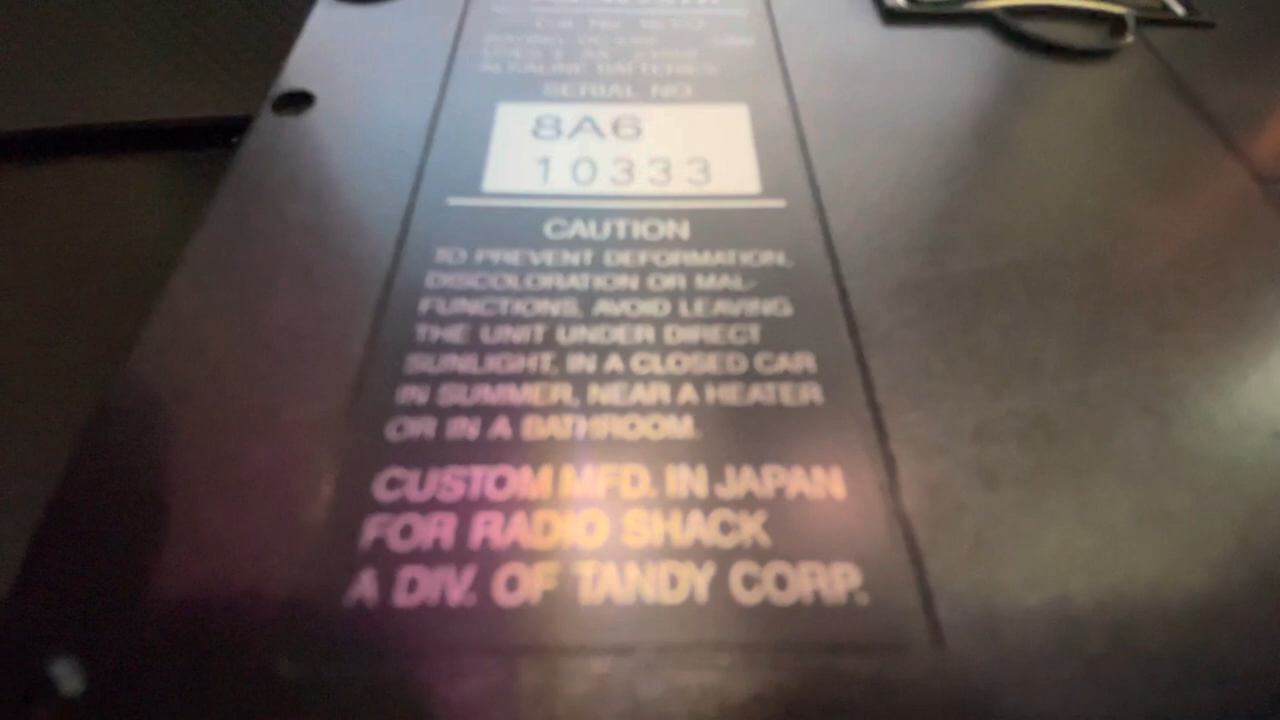 ALKALINE BATTERIES
SERIAL NO
8A6
10333
CAUTION
TO PREVENT DEFORMATION,
DISCOLORATION OR MAL-
FUNCTIONS, AVOID LEAVING
THE UNIT UNDER DIRECT
SUNLIGHT, IN A CLOSED CAR
IN SUMMER, NEAR A HEATER
OR IN A BATHROOM.
CUSTOM MFD. IN JAPAN
FOR RADIO SHACK
A DIV. OF TANDY CORP.